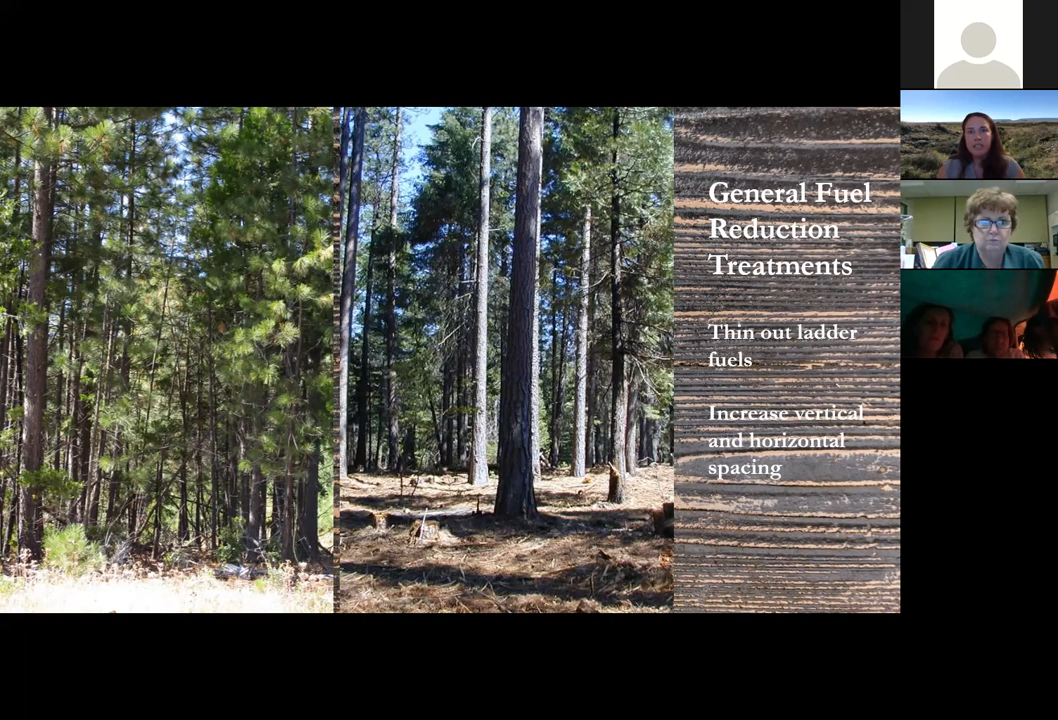 General Fuel
Reduction
Treatments
Thin out ladder
fuels
Increase vertical
and horizontal
spacing